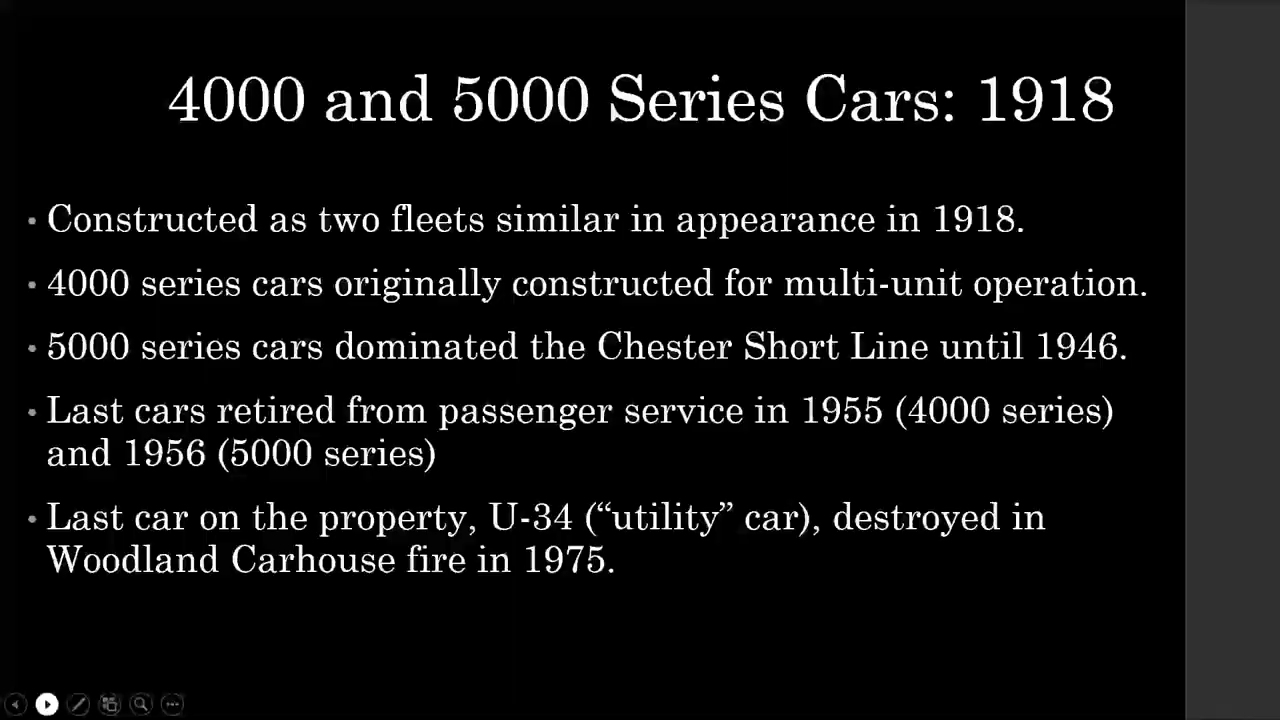 4000 and 5000 Series Cars: 1918
• Constructed as two fleets similar in appearance in 1918.
• 4000 series cars originally constructed for multi-unit operation.
• 5000 series cars dominated the Chester Short Line until 1946.
• Last cars retired from passenger service in 1955 (4000 series)
and 1956 (5000 series)
• Last car on the property, U-34 (“utility” car), destroyed in
Woodland Carhouse fire in 1975.